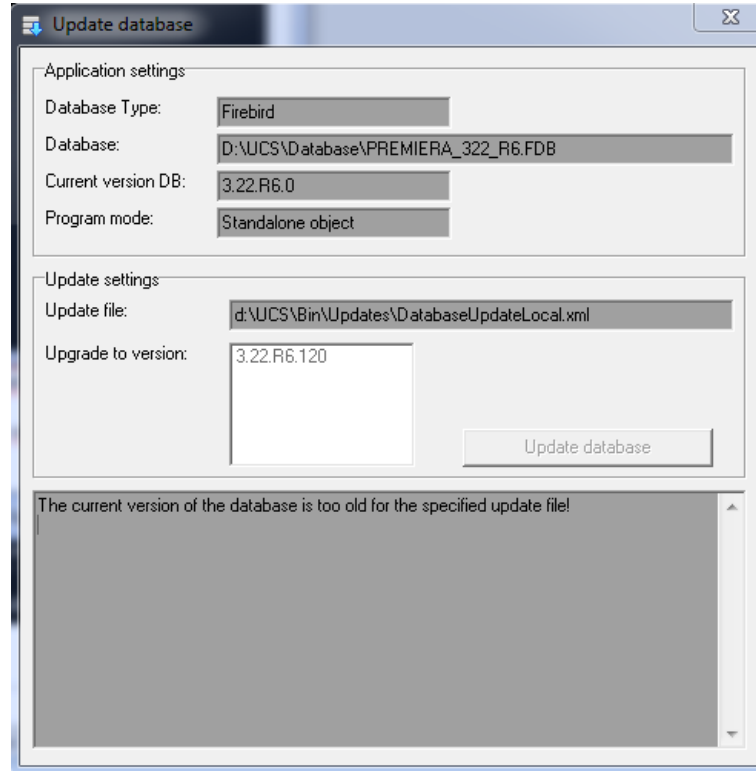 Update database
Application settings
Database Type: Firebird
Database: D:\UCS\Database\PREMIERA_322_R6.FDB
Current version DB: 3.22.R6.0
Program mode: Standalone object
Update settings
Update file: d:\UCS\Bin\Updates\DatabaseUpdateLocal.xml
Upgrade to version: 3.22.R6.120
Update database
The current version of the database is too old for the specified update file!